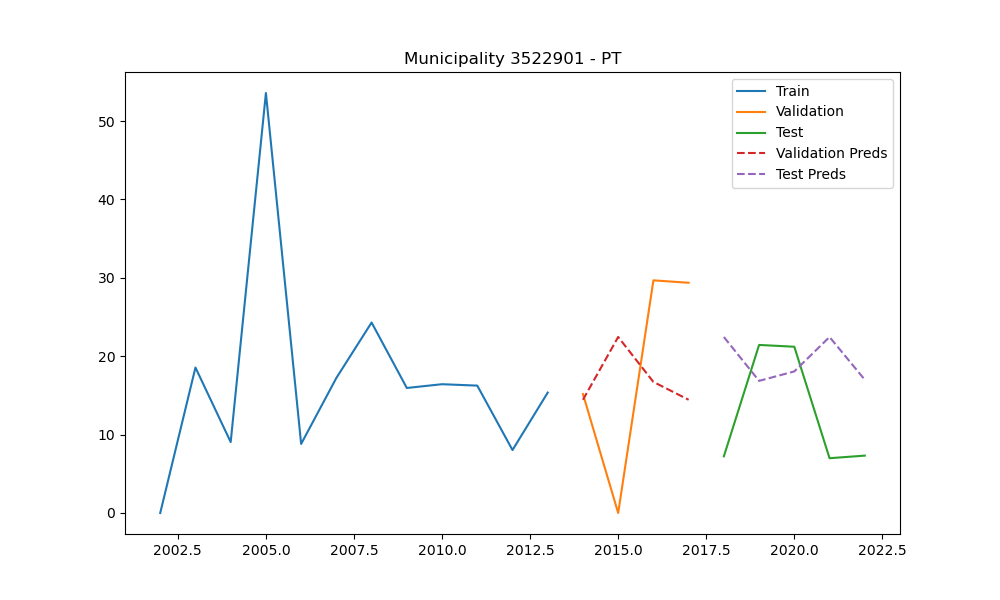 Municipality 3522901 - PT
Train
Validation
Test
Validation Preds
Test Preds
50
40
30
20
10
0
2002.5 2005.0 2007.5 2010.0 2012.5 2015.0 2017.5 2020.0 2022.5